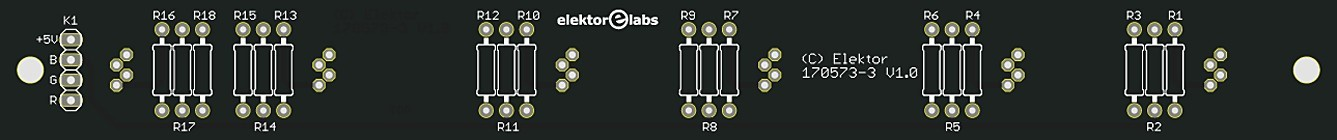 K1
+5V
B
G
R
R16 R18 R15 R13
R17 R14
R12 R10
R11
elektor e labs
R9 R7
R8
(C) Elektor
170573-3 V1.0
R6 R4
R5
R3 R1
R2